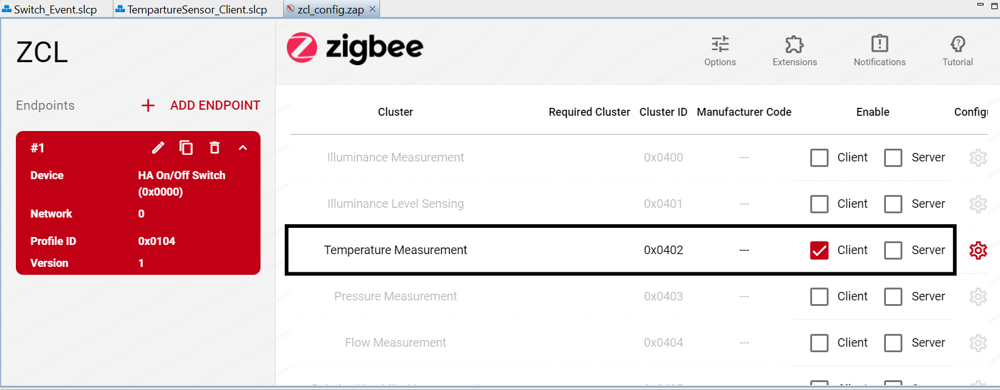 Switch_Event.slcp TempartureSensor_Client.slcp zcl_config.zap
ZCL
zigbee
Options Extensions Notifications Tutorial
Endpoints + ADD ENDPOINT
Cluster Required Cluster Cluster ID Manufacturer Code Enable
#1
Device HA On/Off Switch
(0x0000)
Network 0
Profile ID 0x0104
Version 1
Illuminance Measurement 0x0400 --- Client Server
Illuminance Level Sensing 0x0401 --- Client Server
Temperature Measurement 0x0402 --- Client Server
Pressure Measurement 0x0403 --- Client Server
Flow Measurement 0x0404 --- Client Server